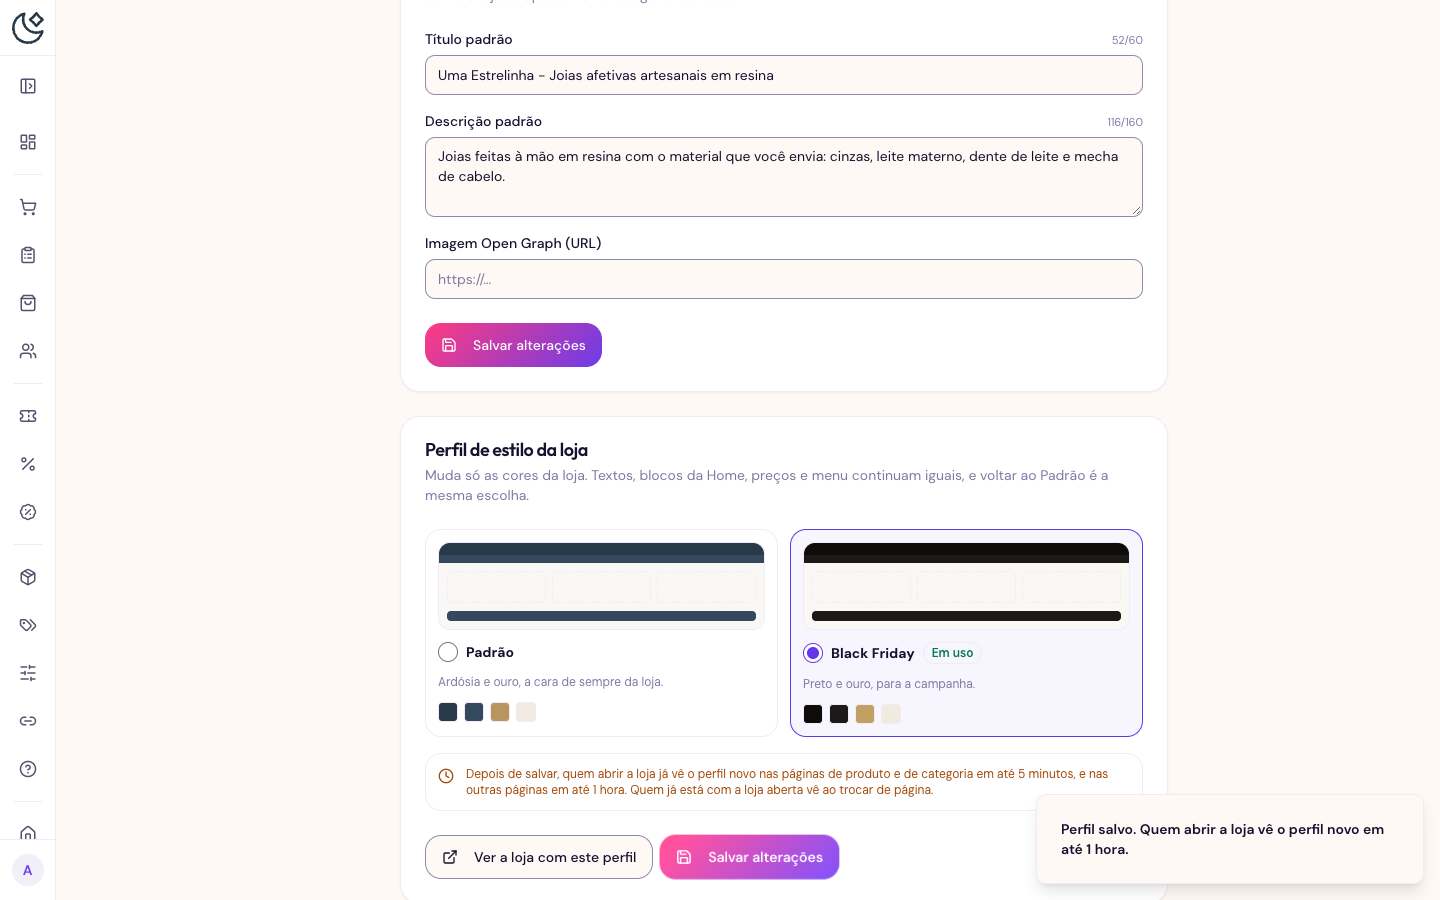 Título padrão
52/60
Uma Estrelinha - Joias afetivas artesanais em resina
Descrição padrão
116/160
Joias feitas à mão em resina com o material que você envia: cinzas, leite materno, dente de leite e mecha
de cabelo.
Imagem Open Graph (URL)
https://...
Salvar alterações
Perfil de estilo da loja
Muda só as cores da loja. Textos, blocos da Home, preços e menu continuam iguais, e voltar ao Padrão é a
mesma escolha.
Padrão
Ardósia e ouro, a cara de sempre da loja.
Black Friday
Em uso
Preto e ouro, para a campanha.
Depois de salvar, quem abrir a loja já vê o perfil novo nas páginas de produto e de categoria em até 5 minutos, e nas
outras páginas em até 1 hora. Quem já está com a loja aberta vê ao trocar de página.
Ver a loja com este perfil
Salvar alterações
Perfil salvo. Quem abrir a loja vê o perfil novo em
até 1 hora.
A